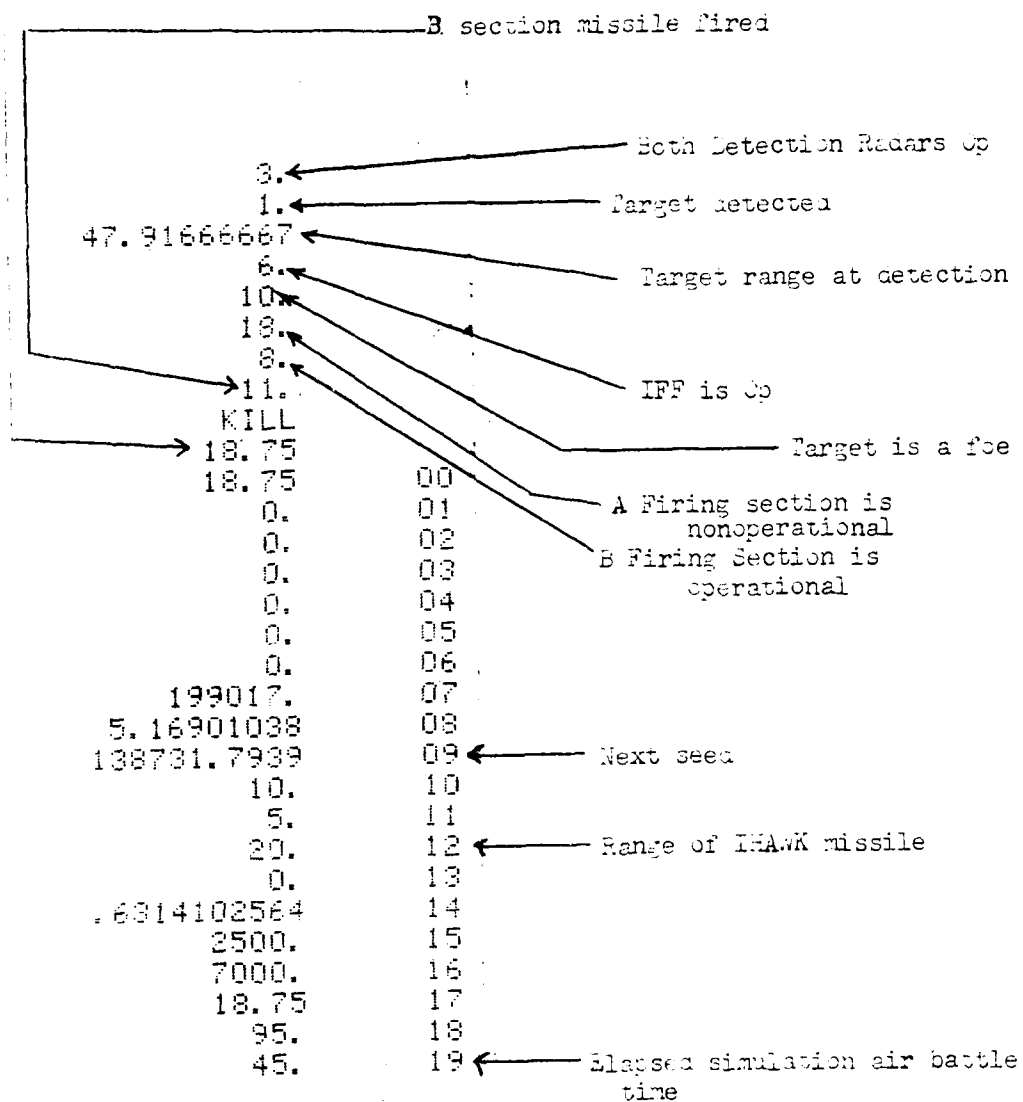 B section missile fired
3. Both Detection Radars Op
1. Target detected
47.91666667
6. Target range at detection
10.
18.
8. IFF is Op
11.
KILL
18.75 Target is a foe
18.75 00
0. 01 A Firing section is nonoperational
0. 02
0. 03 B Firing Section is operational
0. 04
0. 05
0. 06
199017. 07
5.16901038 08
138731.7939 09 Next seed
10. 10
5. 11
20. 12 Range of IHAWK missile
0. 13
.6314102564 14
2500. 15
7000. 16
18.75 17
95. 18
45. 19 Elapsed simulation air battle
time